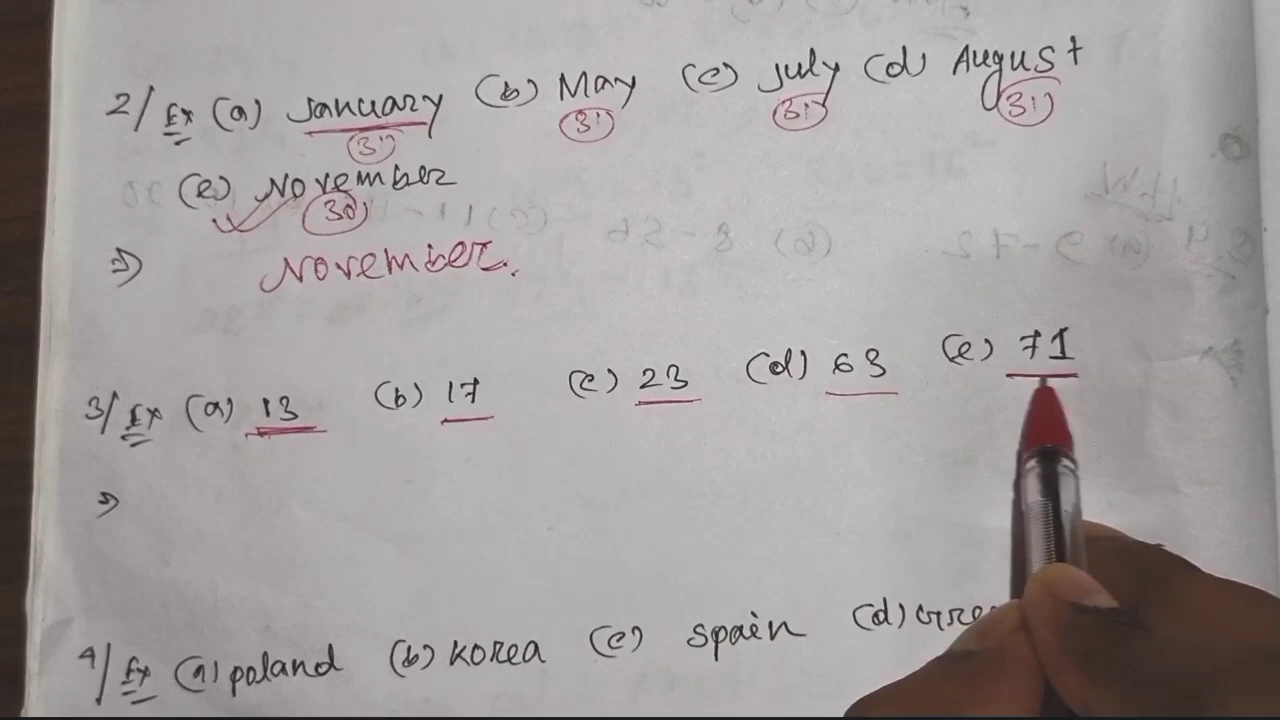 2/ Ex (a) January (b) May (c) July (d) August
31 31 31 31
(e) November
30
⇒ November.
3/ Ex (a) 13 (b) 17 (c) 23 (d) 63 (e) 71
⇒
4/ Ex (a) poland (b) Korea (c) spain (d) Gree